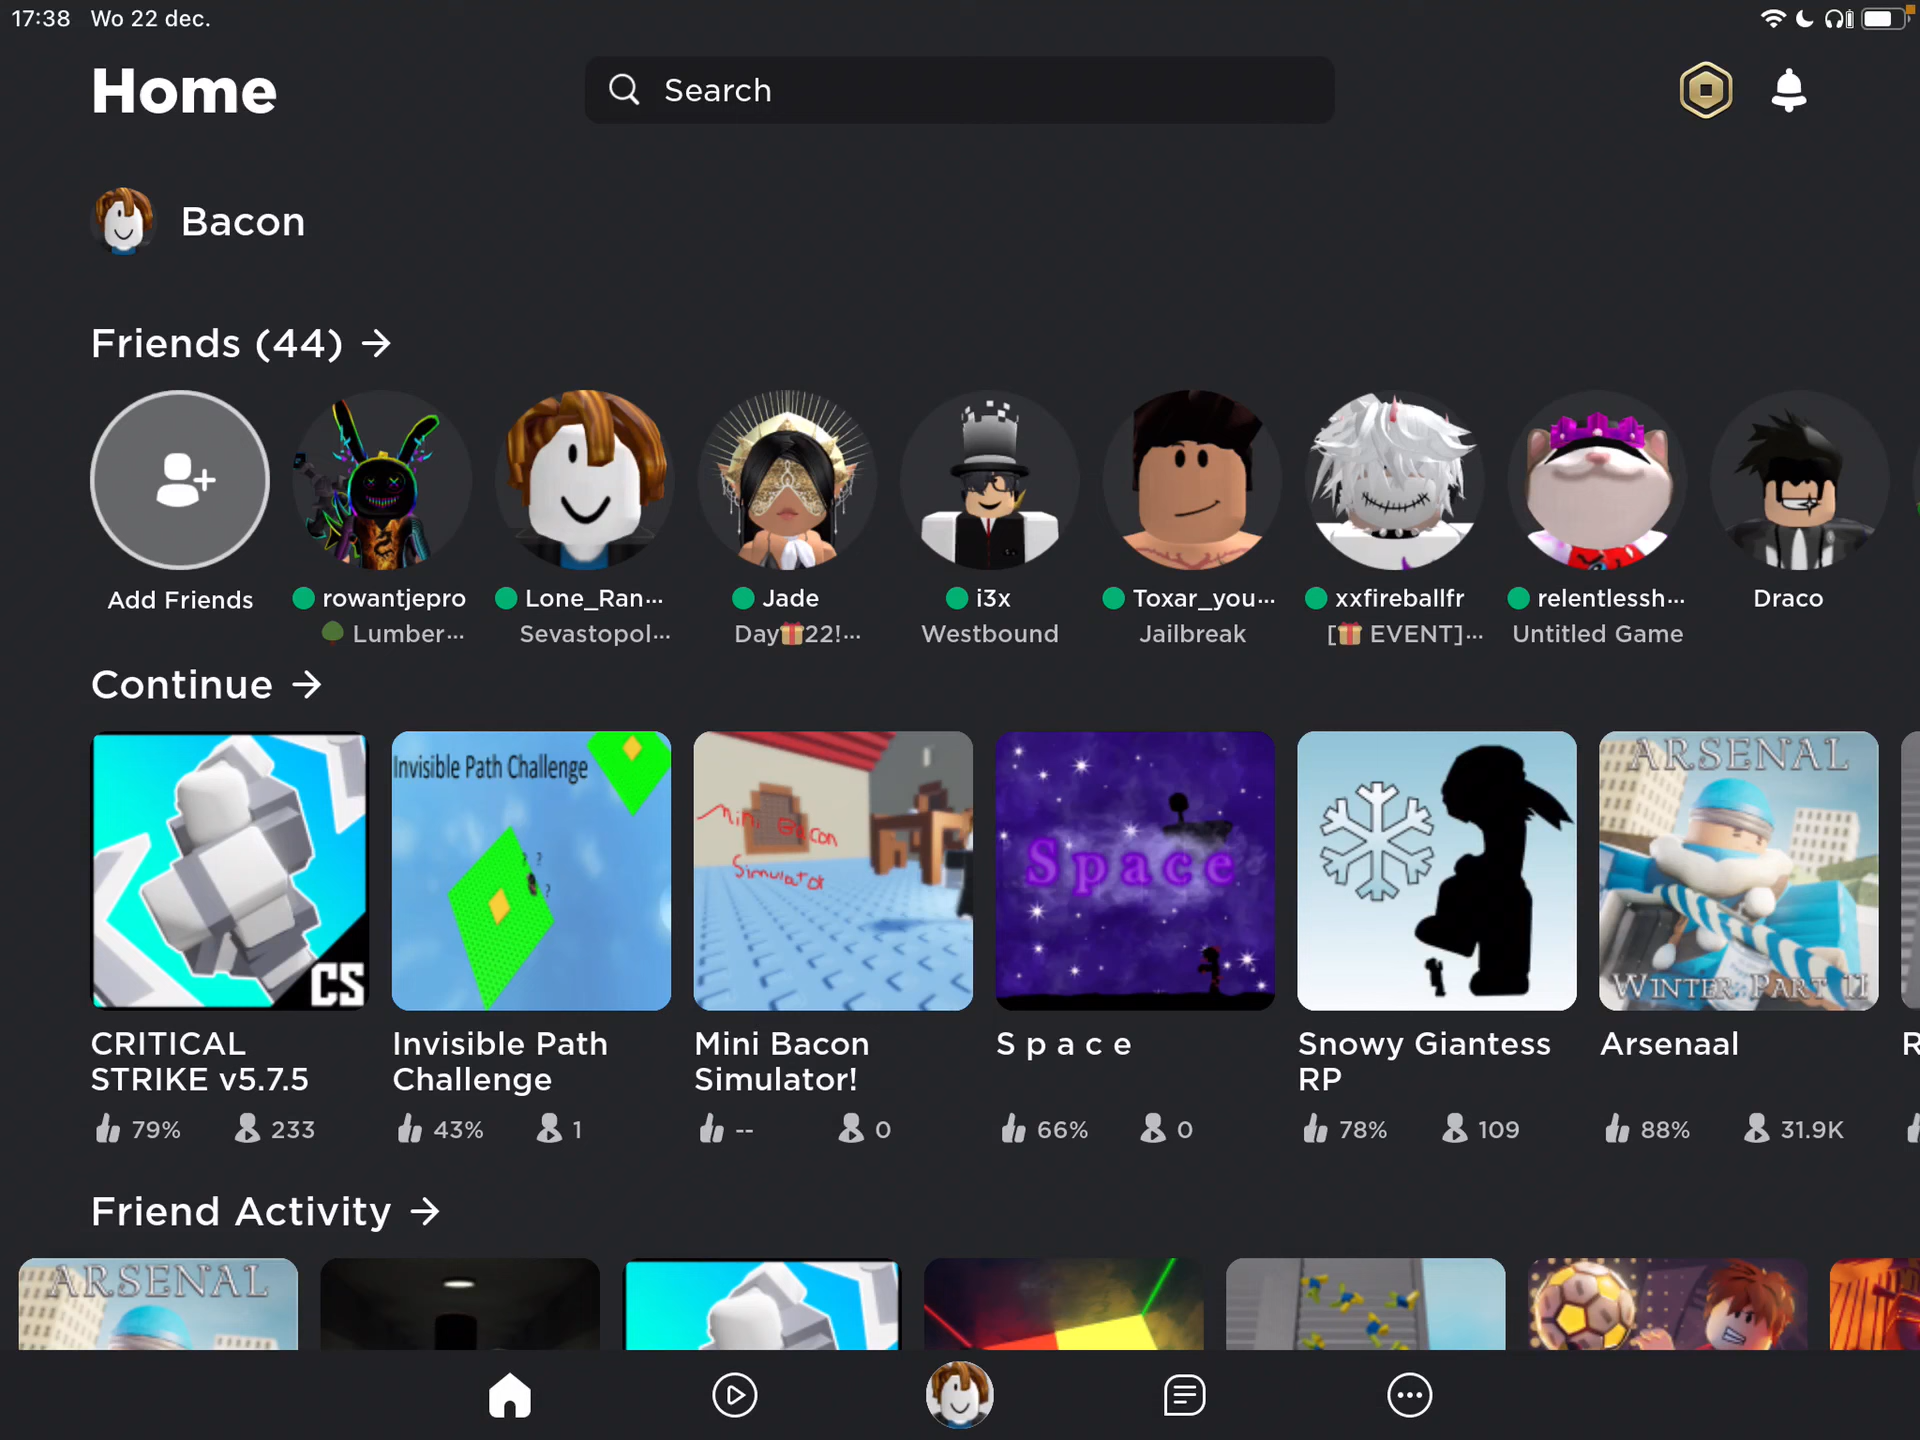 17:38 Wo 22 dec.
Home
Search
Bacon
Friends (44)
Add Friends
rowantjepro
Lone_Ran...
Jade
i3x
Toxar_you...
xxfireballfr
relentlessh...
Draco
Lumber...
Sevastopol...
Day🎁22!...
Westbound
Jailbreak
[🎁 EVENT]...
Untitled Game
Continue
Invisible Path Challenge
Mini Bacon
Simulator
Space
ARSENAL
WINTER PART II
CS
CRITICAL
STRIKE v5.7.5
Invisible Path
Challenge
Mini Bacon
Simulator!
S p a c e
Snowy Giantess
RP
Arsenaal
R
79% 233
43% 1
-- 0
66% 0
78% 109
88% 31.9K
Friend Activity
ARSENAL